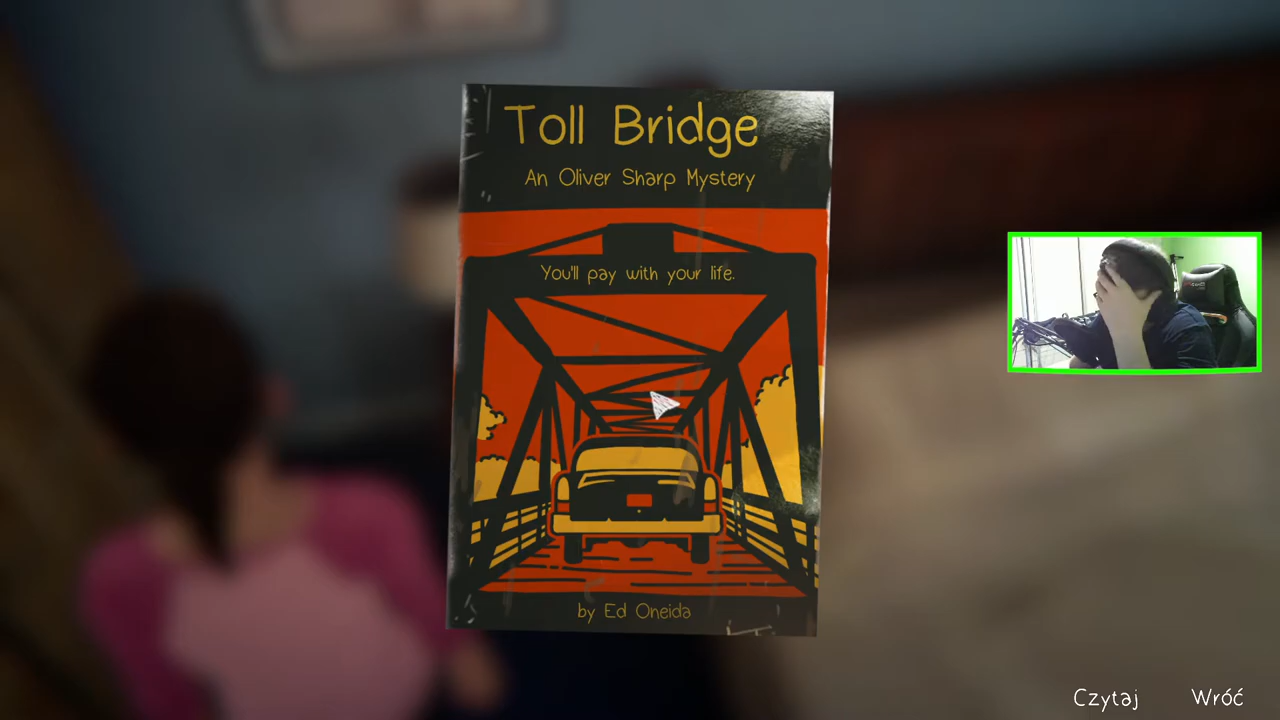 Toll Bridge
An Oliver Sharp Mystery
You'll pay with your life.
by Ed Oneida
Czytaj
Wróć